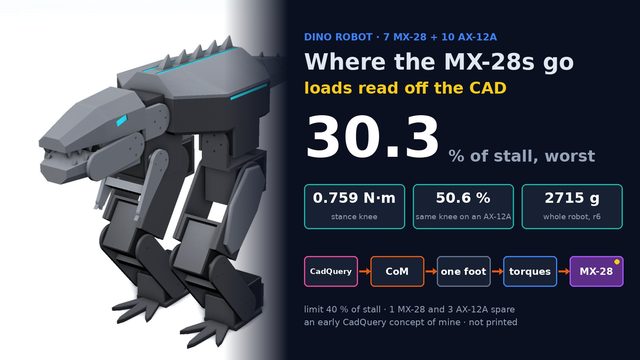 DINO ROBOT · 7 MX-28 + 10 AX-12A
Where the MX-28s go
loads read off the CAD
30.3 % of stall, worst
0.759 N·m
stance knee
50.6 %
same knee on an AX-12A
2715 g
whole robot, r6
CadQuery
CoM
one foot
torques
MX-28
limit 40 % of stall · 1 MX-28 and 3 AX-12A spare
an early CadQuery concept of mine · not printed